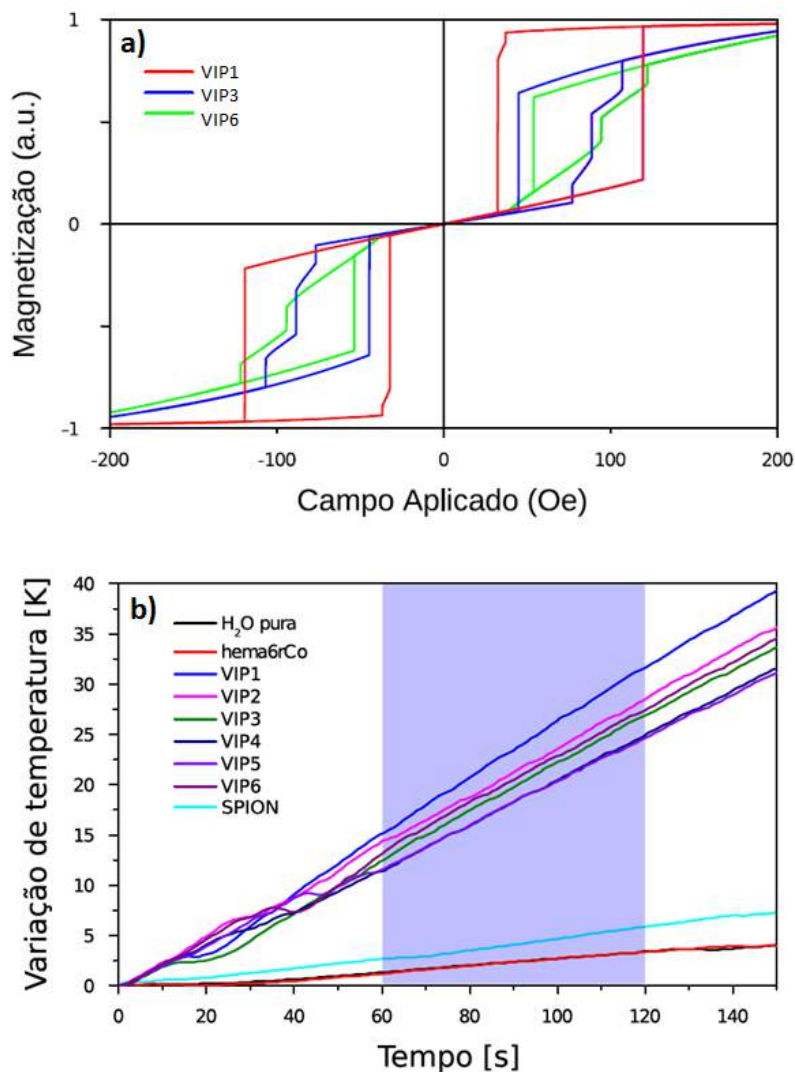 a)
VIP1
VIP3
VIP6
Magnetização (a.u.)
1
0
-1
-200
-100
0
100
200
Campo Aplicado (Oe)
b)
H2O pura
hema6rCo
VIP1
VIP2
VIP3
VIP4
VIP5
VIP6
SPION
Variação de temperatura [K]
40
35
30
25
20
15
10
5
0
0
20
40
60
80
100
120
140
Tempo [s]